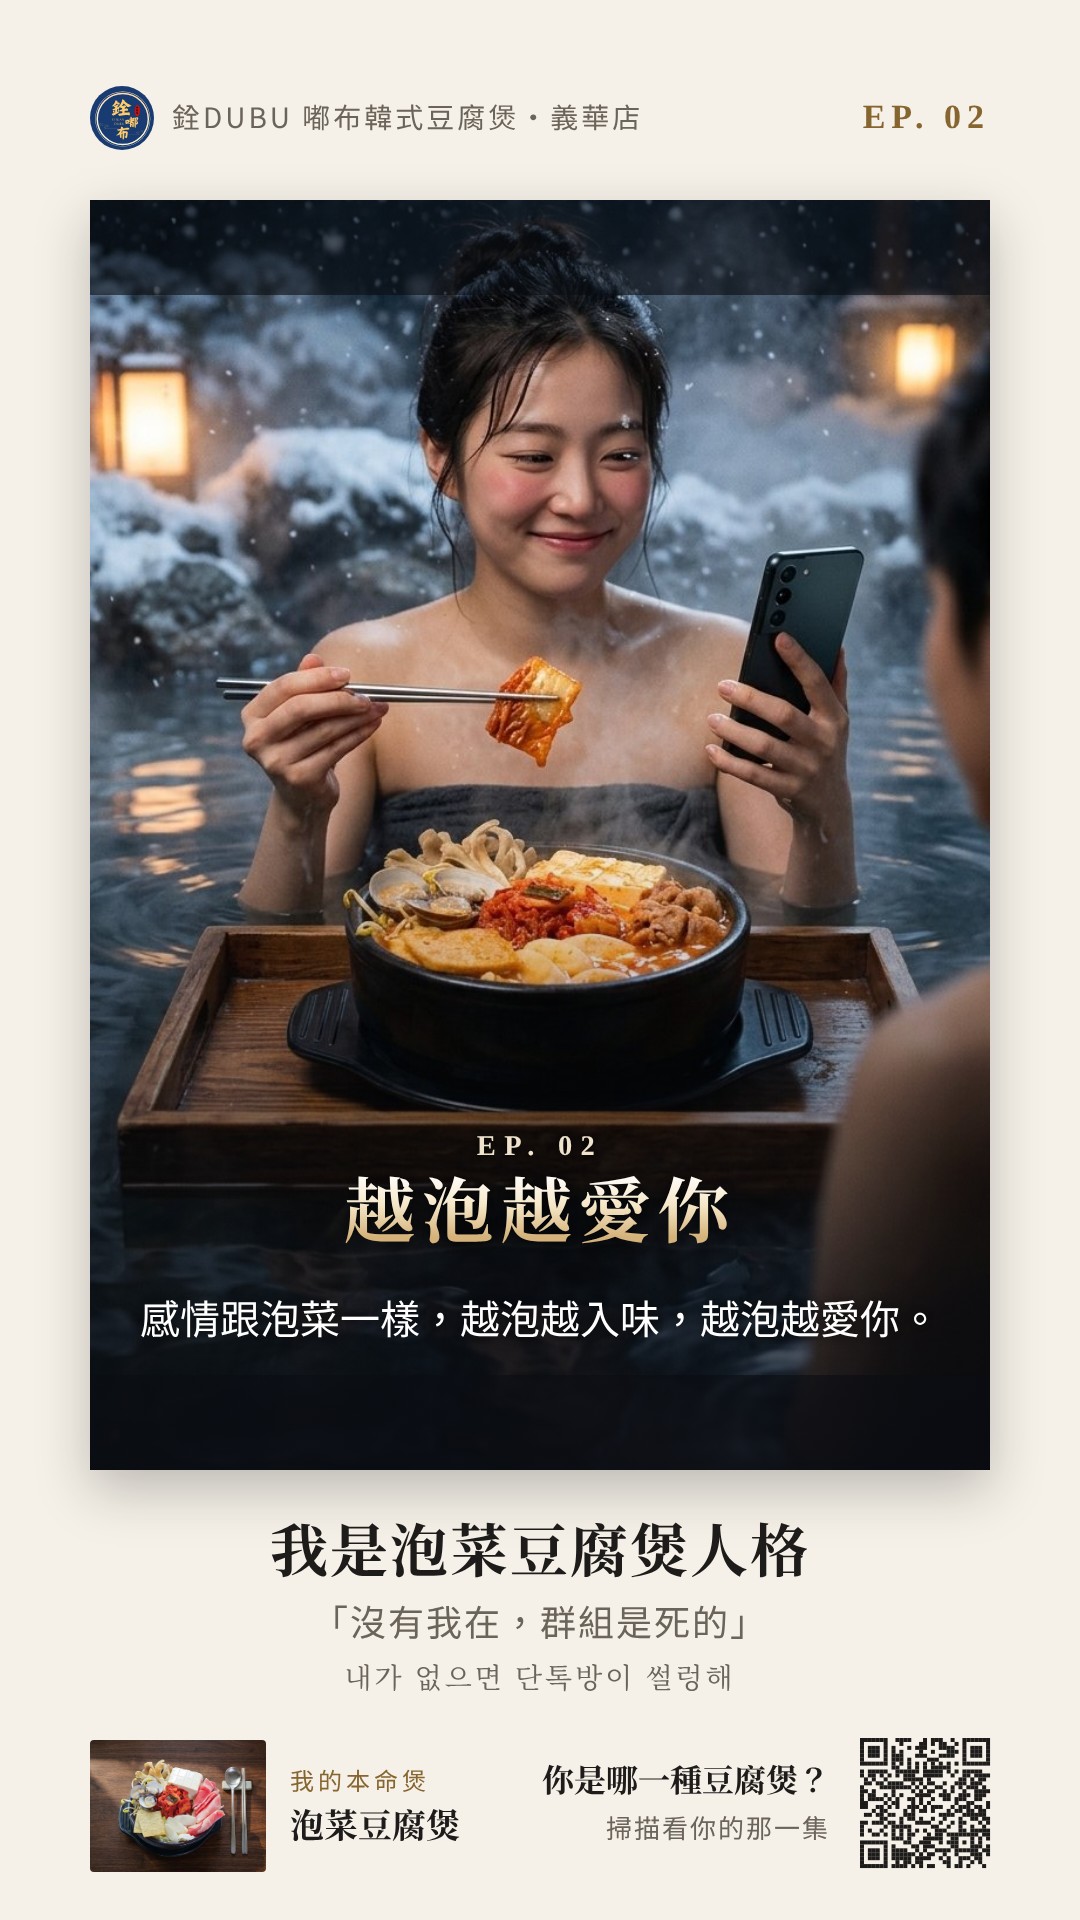 銓
嘟
布
銓DUBU 嘟布韓式豆腐煲・義華店
EP. 02
EP. 02
越泡越愛你
感情跟泡菜一樣，越泡越入味，越泡越愛你。
我是泡菜豆腐煲人格
「沒有我在，群組是死的」
내가 없으면 단톡방이 썰렁해
我的本命煲
泡菜豆腐煲
你是哪一種豆腐煲？
掃描看你的那一集